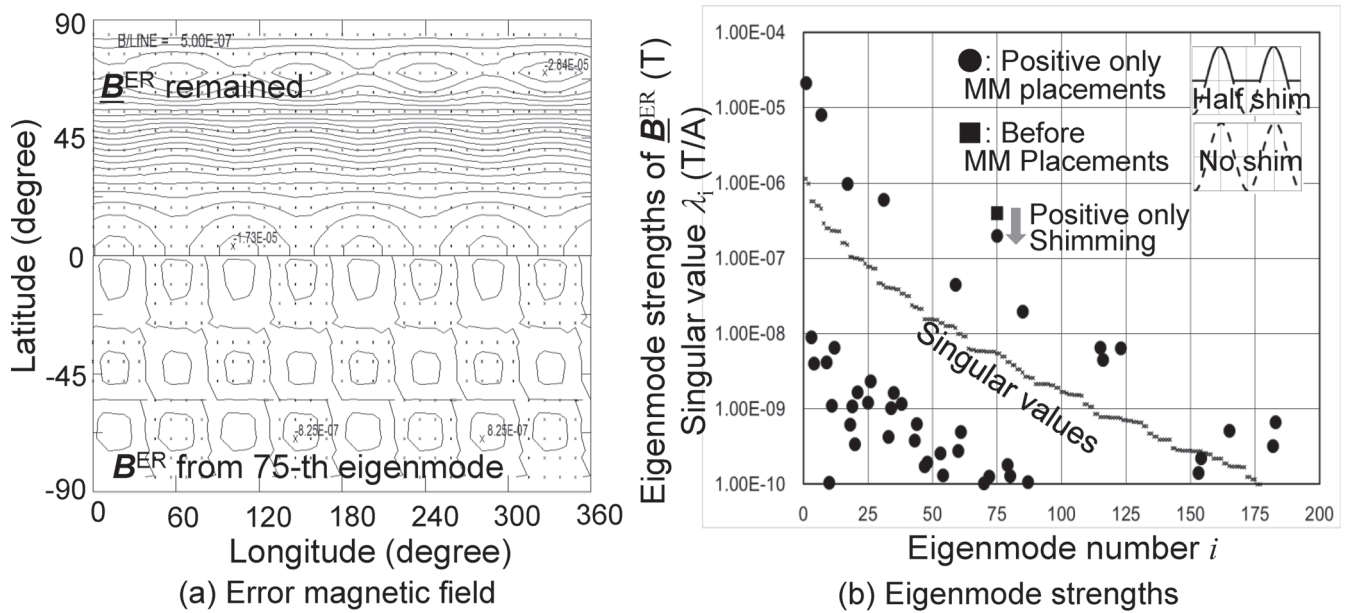 90
45
0
-45
-90
Latitude (degree)
B/LINE = 5.00E-07
-2.84E-05
B^ER remained
-1.73E-05
-8.25E-07
8.25E-07
B^ER from 75-th eigenmode
0 60 120 180 240 300 360
Longitude (degree)
(a) Error magnetic field
Eigenmode strengths of B^ER (T)
Singular value λi (T/A)
1.00E-04
1.00E-05
1.00E-06
1.00E-07
1.00E-08
1.00E-09
1.00E-10
●: Positive only
MM placements
■: Before
MM Placements
Half shim
No shim
Positive only
Shimming
Singular values
0 25 50 75 100 125 150 175 200
Eigenmode number i
(b) Eigenmode strengths